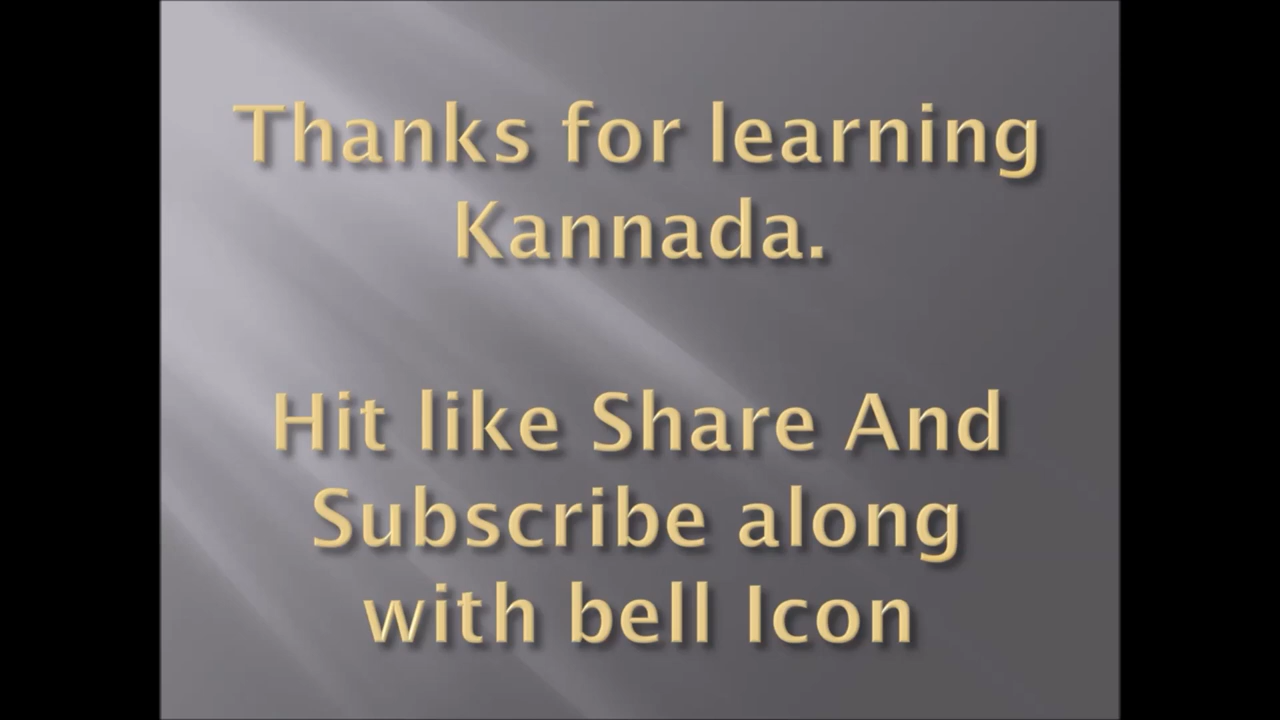 Thanks for learning
Kannada.
Hit like Share And
Subscribe along
with bell Icon